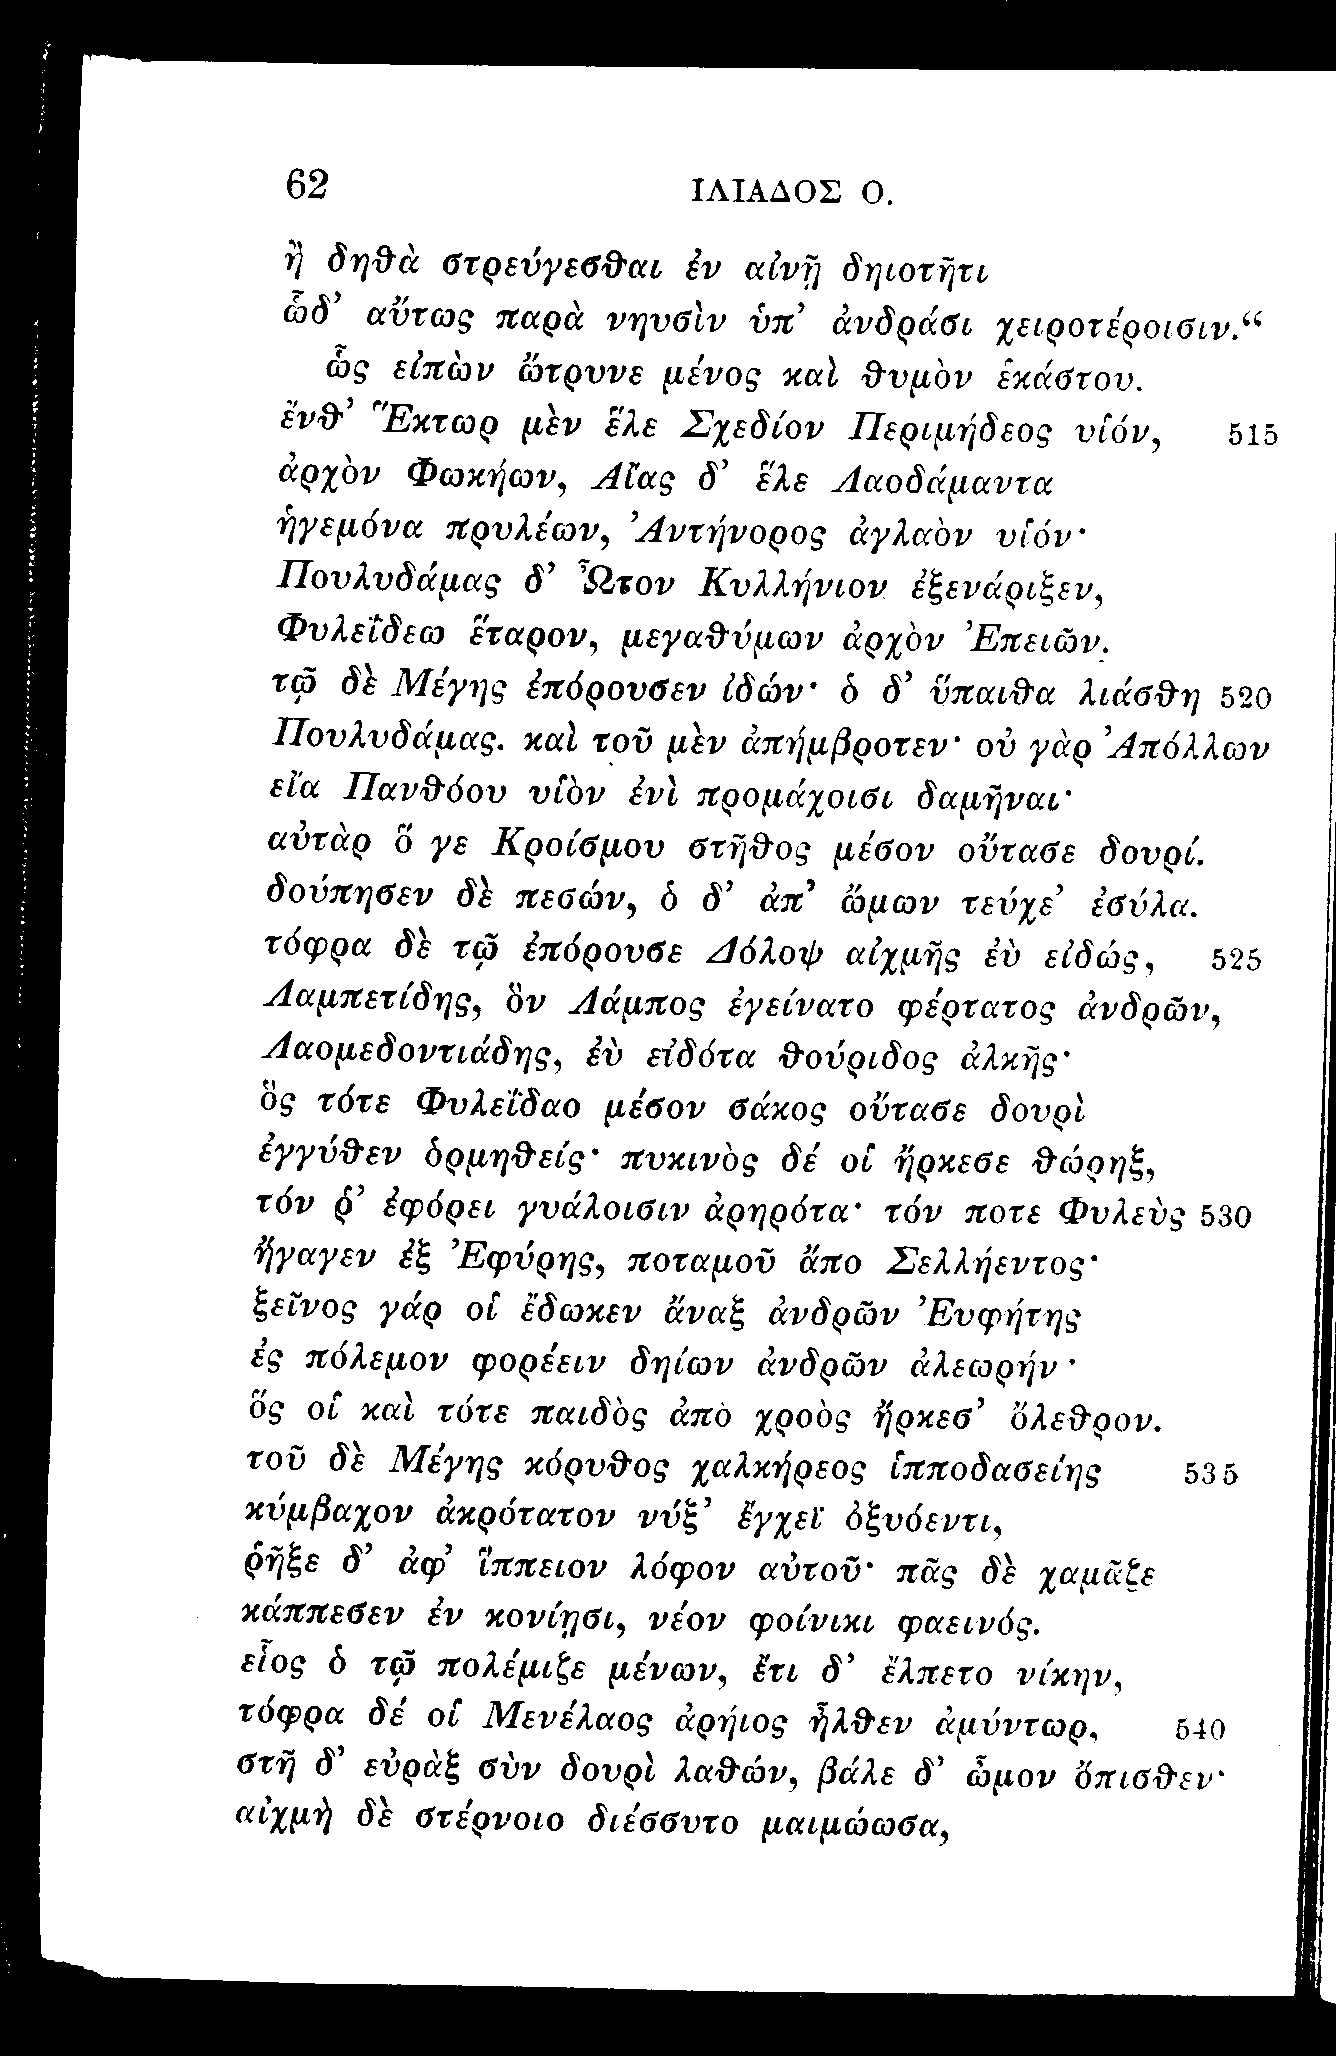 62 ΙΛΙΑΔΟΣ Ο.
ἢ δηθὰ στρεύγεσθαι ἐν αἰνῇ δηιοτῆτι
ὧδ’ αὔτως παρὰ νηυσὶν ὑπ’ ἀνδράσι χειροτέροισιν.“
ὣς εἰπὼν ὤτρυνε μένος καὶ θυμὸν ἑκάστου.
ἔνθ’ Ἕκτωρ μὲν ἕλε Σχεδίον Περιμήδεος υἱόν, 515
ἀρχὸν Φωκήων, Αἴας δ’ ἕλε Λαοδάμαντα
ἡγεμόνα πρυλέων, Ἀντήνορος ἀγλαὸν υἱόν·
Πουλυδάμας δ’ Ὦτον Κυλλήνιον ἐξενάριξεν,
Φυλεΐδεω ἕταρον, μεγαθύμων ἀρχὸν Ἐπειῶν.
τῷ δὲ Μέγης ἐπόρουσεν ἰδών· ὁ δ’ ὕπαιθα λιάσθη 520
Πουλυδάμας. καὶ τοῦ μὲν ἀπήμβροτεν· οὐ γὰρ Ἀπόλλων
εἴα Πανθόου υἱὸν ἐνὶ προμάχοισι δαμῆναι·
αὐτὰρ ὅ γε Κροίσμου στῆθος μέσον οὔτασε δουρί.
δούπησεν δὲ πεσών, ὁ δ’ ἀπ’ ὤμων τεύχε’ ἐσύλα.
τόφρα δὲ τῷ ἐπόρουσε Δόλοψ αἰχμῆς ἐὺ εἰδώς, 525
Λαμπετίδης, ὃν Λάμπος ἐγείνατο φέρτατος ἀνδρῶν,
Λαομεδοντιάδης, ἐὺ εἰδότα θούριδος ἀλκῆς·
ὃς τότε Φυλεΐδαο μέσον σάκος οὔτασε δουρὶ
ἐγγύθεν ὁρμηθείς· πυκινὸς δέ οἱ ἤρκεσε θώρηξ,
τόν ῥ’ ἐφόρει γυάλοισιν ἀρηρότα· τόν ποτε Φυλεὺς 530
ἤγαγεν ἐξ Ἐφύρης, ποταμοῦ ἄπο Σελλήεντος·
ξεῖνος γάρ οἱ ἔδωκεν ἄναξ ἀνδρῶν Ἐυφήτης
ἐς πόλεμον φορέειν δηίων ἀνδρῶν ἀλεωρήν·
ὅς οἱ καὶ τότε παιδὸς ἀπὸ χροὸς ἤρκεσ’ ὄλεθρον.
τοῦ δὲ Μέγης κόρυθος χαλκήρεος ἱπποδασείης 535
κύμβαχον ἀκρότατον νύξ’ ἔγχεϊ ὀξυόεντι,
ῥῆξε δ’ ἀφ’ ἵππειον λόφον αὐτοῦ· πᾶς δὲ χαμᾶζε
κάππεσεν ἐν κονίῃσι, νέον φοίνικι φαεινός.
εἷος ὁ τῷ πολέμιζε μένων, ἔτι δ’ ἔλπετο νίκην,
τόφρα δέ οἱ Μενέλαος ἀρήιος ἦλθεν ἀμύντωρ, 540
στῆ δ’ εὐρὰξ σὺν δουρὶ λαθών, βάλε δ’ ὦμον ὄπισθεν·
αἰχμὴ δὲ στέρνοιο διέσσυτο μαιμώωσα,